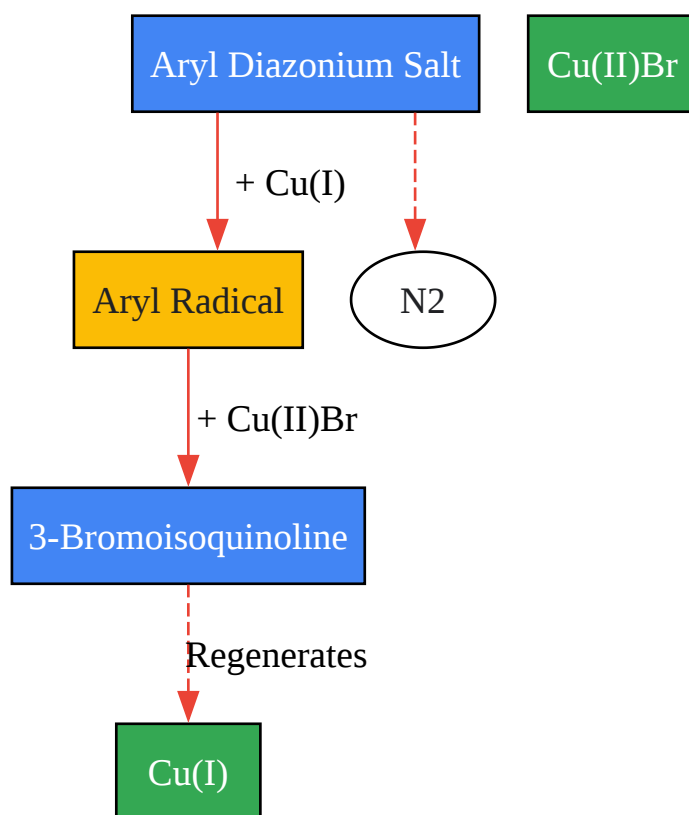 Aryl Diazonium Salt
Cu(II)Br
+ Cu(I)
Aryl Radical
N2
+ Cu(II)Br
3-Bromoisoquinoline
Regenerates
Cu(I)